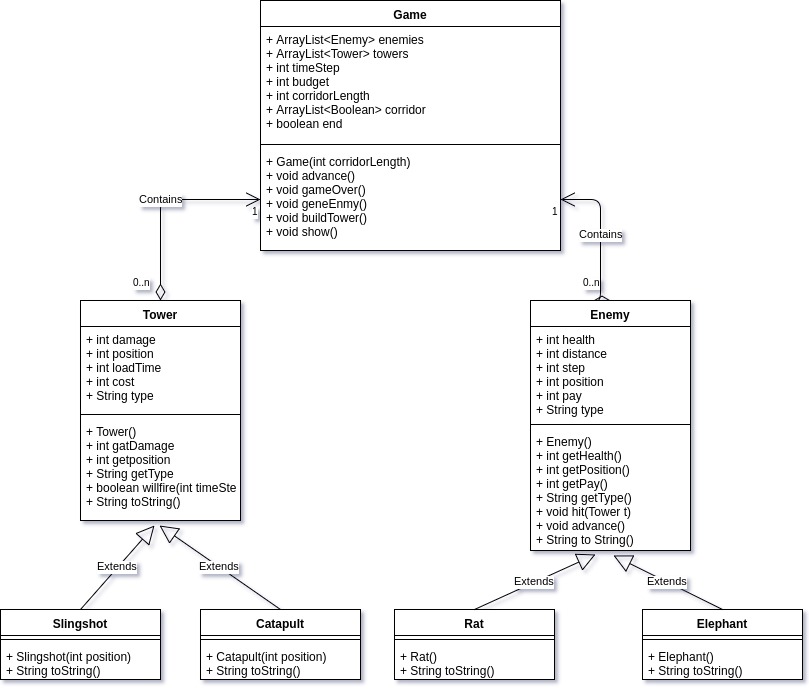 Game
+ ArrayList<Enemy> enemies
+ ArrayList<Tower> towers
+ int timeStep
+ int budget
+ int corridorLength
+ ArrayList<Boolean> corridor
+ boolean end
+ Game(int corridorLength)
+ void advance()
+ void gameOver()
+ void geneEnmy()
+ void buildTower()
+ void show()
Contains
1
0..n
1
Contains
0..n
Tower
+ int damage
+ int position
+ int loadTime
+ int cost
+ String type
+ Tower()
+ int gatDamage
+ int getposition
+ String getType
+ boolean willfire(int timeSte
+ String toString()
Enemy
+ int health
+ int distance
+ int step
+ int position
+ int pay
+ String type
+ Enemy()
+ int getHealth()
+ int getPosition()
+ int getPay()
+ String getType()
+ void hit(Tower t)
+ void advance()
+ String to String()
Extends
Extends
Extends
Extends
Slingshot
+ Slingshot(int position)
+ String toString()
Catapult
+ Catapult(int position)
+ String toString()
Rat
+ Rat()
+ String toString()
Elephant
+ Elephant()
+ String toString()